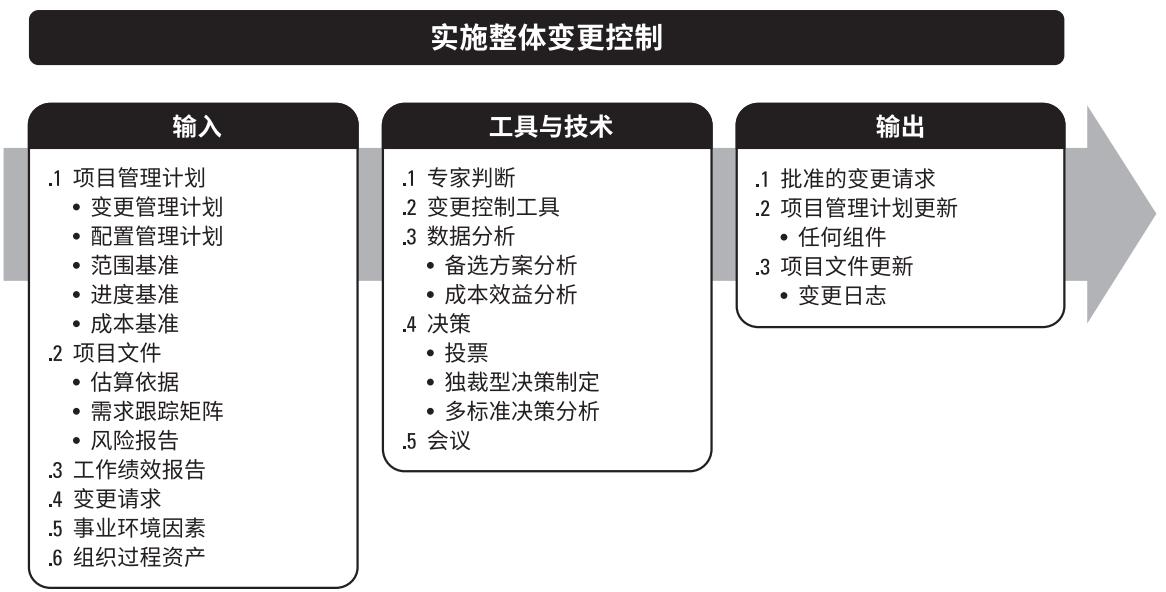 实施整体变更控制
输入
.1 项目管理计划
• 变更管理计划
• 配置管理计划
• 范围基准
• 进度基准
• 成本基准
.2 项目文件
• 估算依据
• 需求跟踪矩阵
• 风险报告
.3 工作绩效报告
.4 变更请求
.5 事业环境因素
.6 组织过程资产
工具与技术
.1 专家判断
.2 变更控制工具
.3 数据分析
• 备选方案分析
• 成本效益分析
.4 决策
• 投票
• 独裁型决策制定
• 多标准决策分析
.5 会议
输出
.1 批准的变更请求
.2 项目管理计划更新
• 任何组件
.3 项目文件更新
• 变更日志